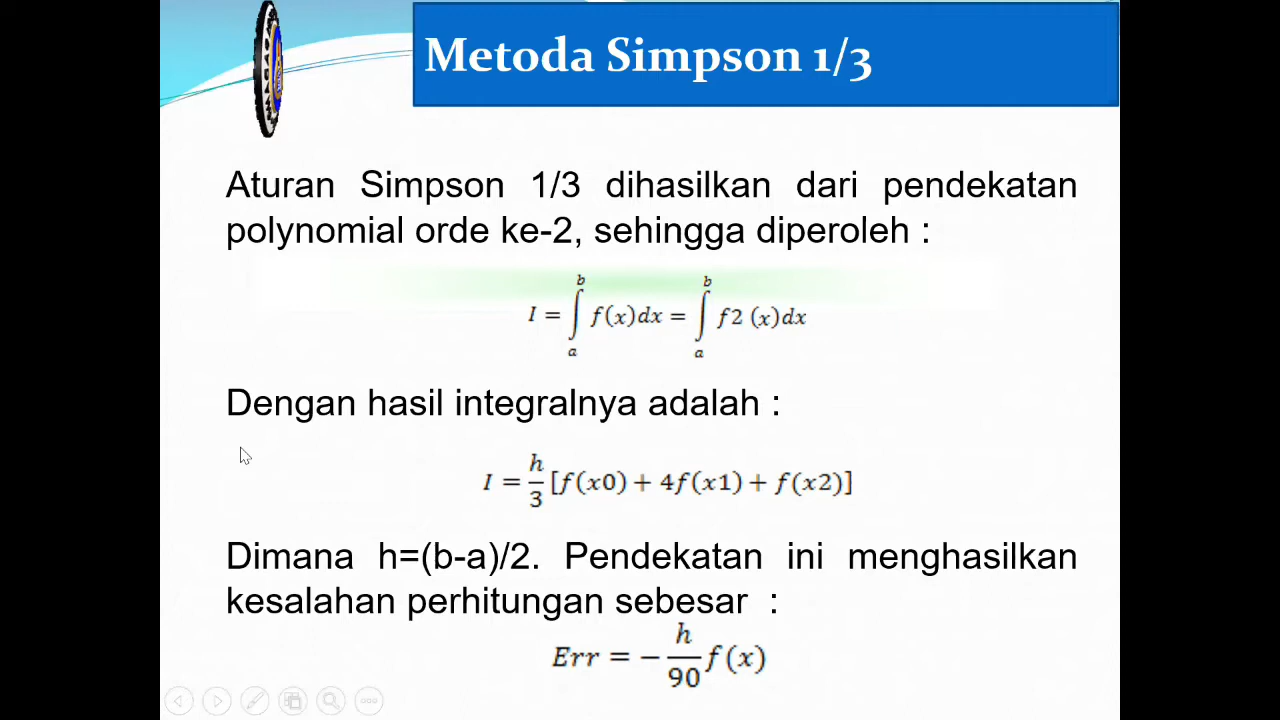 Metoda Simpson 1/3
Aturan Simpson 1/3 dihasilkan dari pendekatan
polynomial orde ke-2, sehingga diperoleh :
I = ∫_a^b f(x)dx = ∫_a^b f2 (x)dx
Dengan hasil integralnya adalah :
I = h/3 [f(x0) + 4f(x1) + f(x2)]
Dimana h=(b-a)/2. Pendekatan ini menghasilkan
kesalahan perhitungan sebesar :
Err = − h/90 f(x)